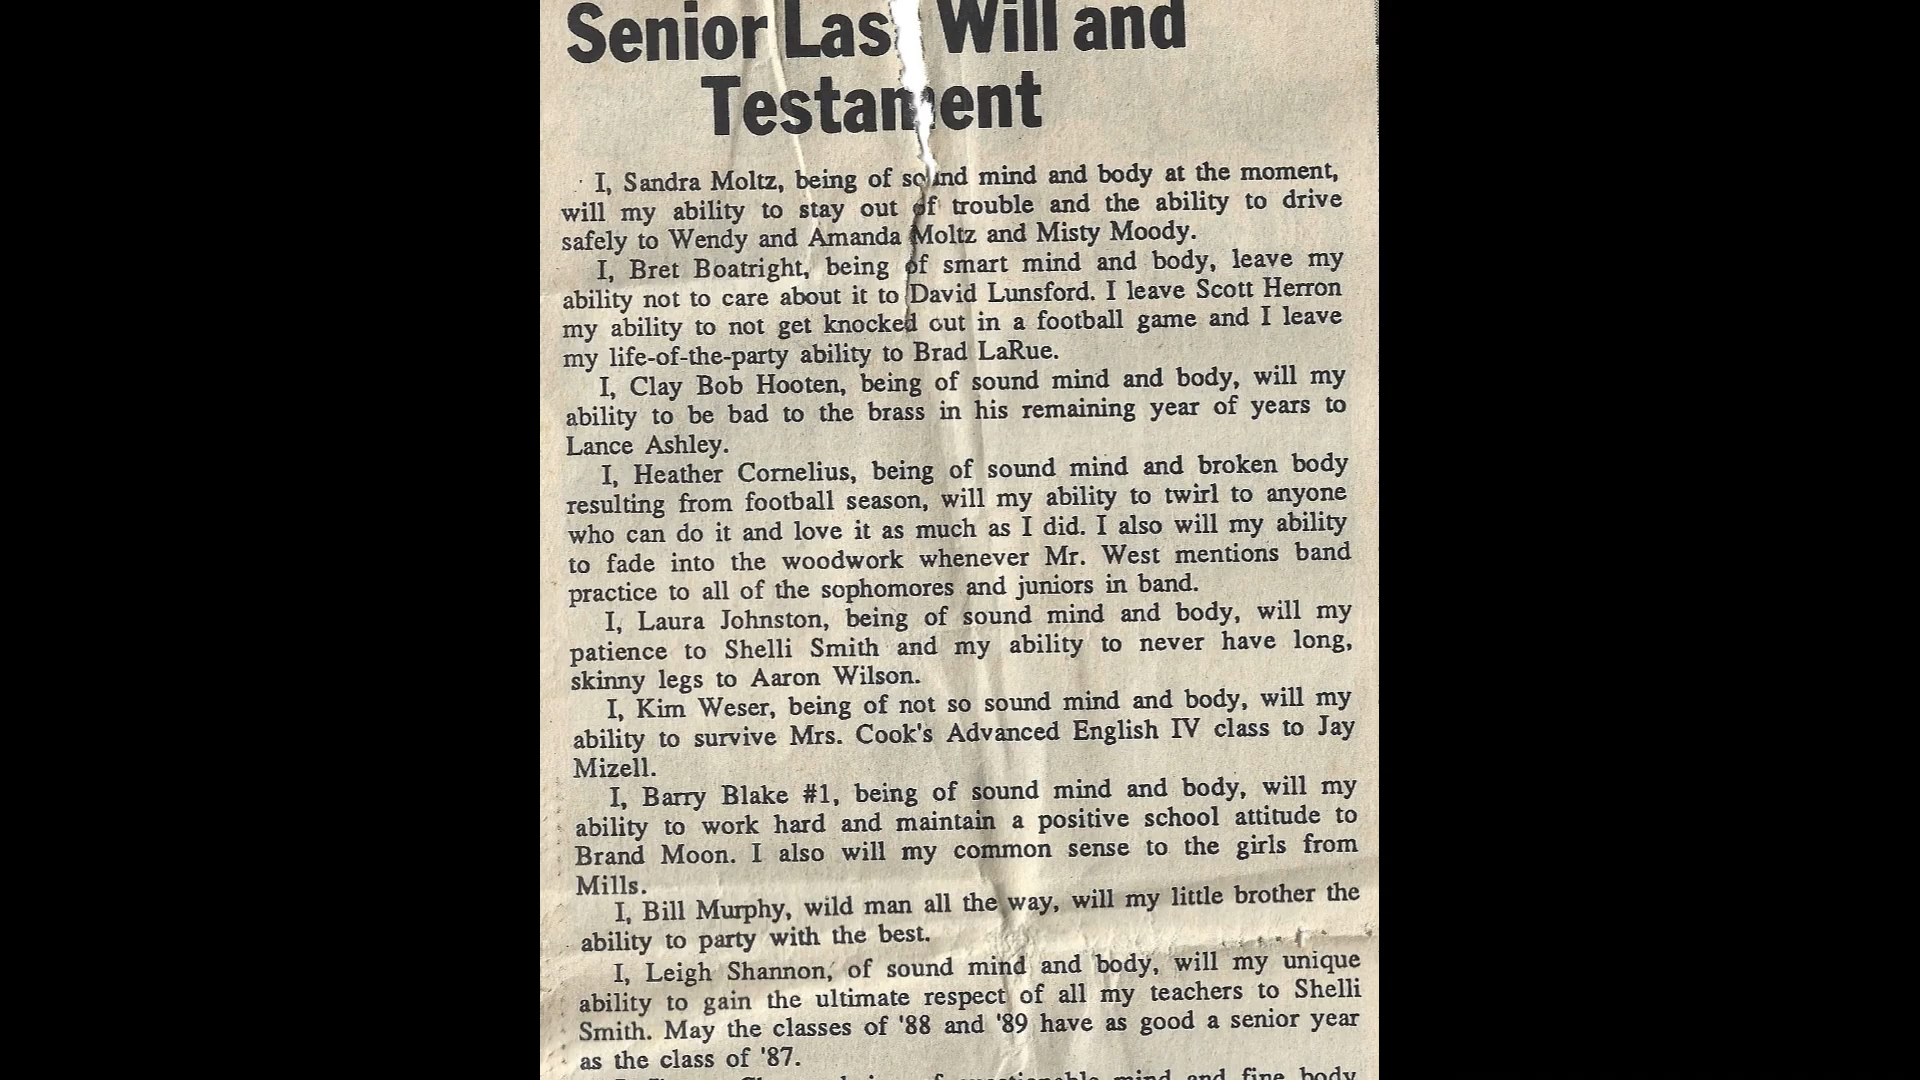 Senior Last Will and
Testament
I, Sandra Moltz, being of sound mind and body at the moment,
will my ability to stay out of trouble and the ability to drive
safely to Wendy and Amanda Moltz and Misty Moody.
I, Bret Boatright, being of smart mind and body, leave my
ability not to care about it to David Lunsford. I leave Scott Herron
my ability to not get knocked out in a football game and I leave
my life-of-the-party ability to Brad LaRue.
I, Clay Bob Hooten, being of sound mind and body, will my
ability to be bad to the brass in his remaining year of years to
Lance Ashley.
I, Heather Cornelius, being of sound mind and broken body
resulting from football season, will my ability to twirl to anyone
who can do it and love it as much as I did. I also will my ability
to fade into the woodwork whenever Mr. West mentions band
practice to all of the sophomores and juniors in band.
I, Laura Johnston, being of sound mind and body, will my
patience to Shelli Smith and my ability to never have long,
skinny legs to Aaron Wilson.
I, Kim Weser, being of not so sound mind and body, will my
ability to survive Mrs. Cook's Advanced English IV class to Jay
Mizell.
I, Barry Blake #1, being of sound mind and body, will my
ability to work hard and maintain a positive school attitude to
Brand Moon. I also will my common sense to the girls from
Mills.
I, Bill Murphy, wild man all the way, will my little brother the
ability to party with the best.
I, Leigh Shannon, of sound mind and body, will my unique
ability to gain the ultimate respect of all my teachers to Shelli
Smith. May the classes of '88 and '89 have as good a senior year
as the class of '87.
mind and fine body